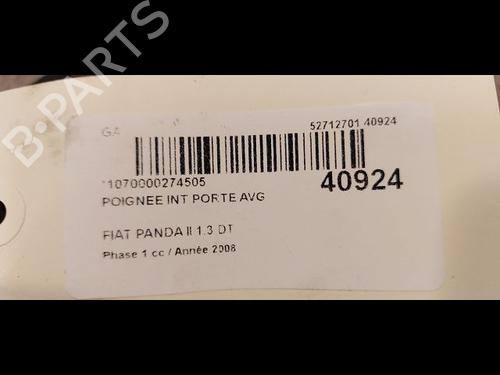 B-PARTS
GA
52712701 40924
*1070000274505
40924
POIGNEE INT PORTE AVG
FIAT PANDA II 1.3 DT
Phase 1 cc / Année 2008